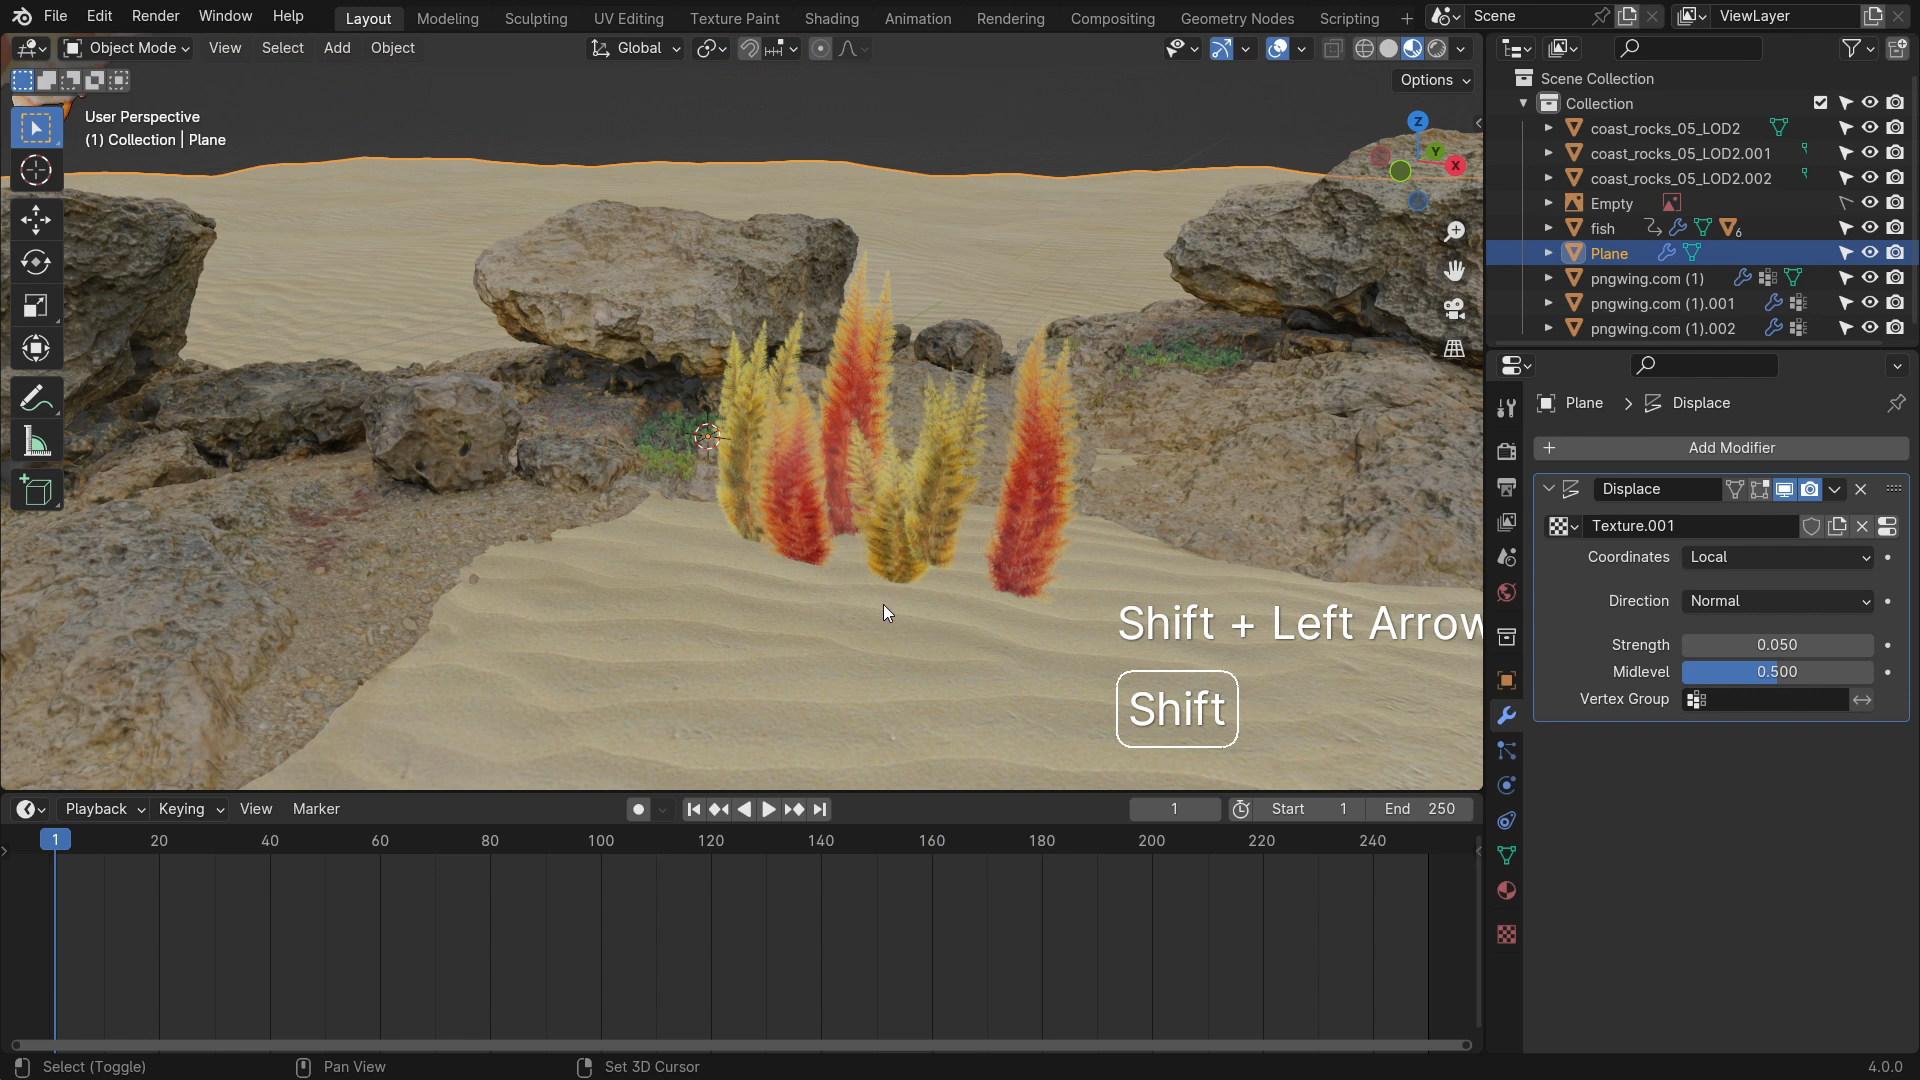 File Edit Render Window Help Layout Modeling Sculpting UV Editing Texture Paint Shading Animation Rendering Compositing Geometry Nodes Scripting + Scene ViewLayer
Object Mode View Select Add Object Global
Options
User Perspective
(1) Collection | Plane
Z
Y
X
Shift + Left Arrow
Shift
Scene Collection
Collection
coast_rocks_05_LOD2
coast_rocks_05_LOD2.001
coast_rocks_05_LOD2.002
Empty
fish 6
Plane
pngwing.com (1)
pngwing.com (1).001
pngwing.com (1).002
Plane > Displace
+ Add Modifier
Displace
Texture.001
Coordinates Local
Direction Normal
Strength 0.050
Midlevel 0.500
Vertex Group
Playback Keying View Marker 1 Start 1 End 250
1 20 40 60 80 100 120 140 160 180 200 220 240
Select (Toggle) Pan View Set 3D Cursor 4.0.0